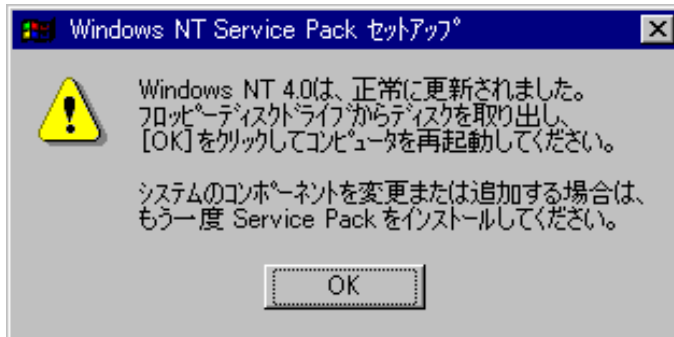 Windows NT Service Pack ｾｯﾄｱｯﾌﾟ
Windows NT 4.0は、正常に更新されました。
ﾌﾛｯﾋﾟｰﾃﾞｨｽｸﾄﾞﾗｲﾌﾞからﾃﾞｨｽｸを取り出し、
[OK]をｸﾘｯｸしてｺﾝﾋﾟｭｰﾀを再起動してください。
ｼｽﾃﾑのｺﾝﾎﾟｰﾈﾝﾄを変更または追加する場合は、
もう一度 Service Pack をｲﾝｽﾄｰﾙしてください。
OK